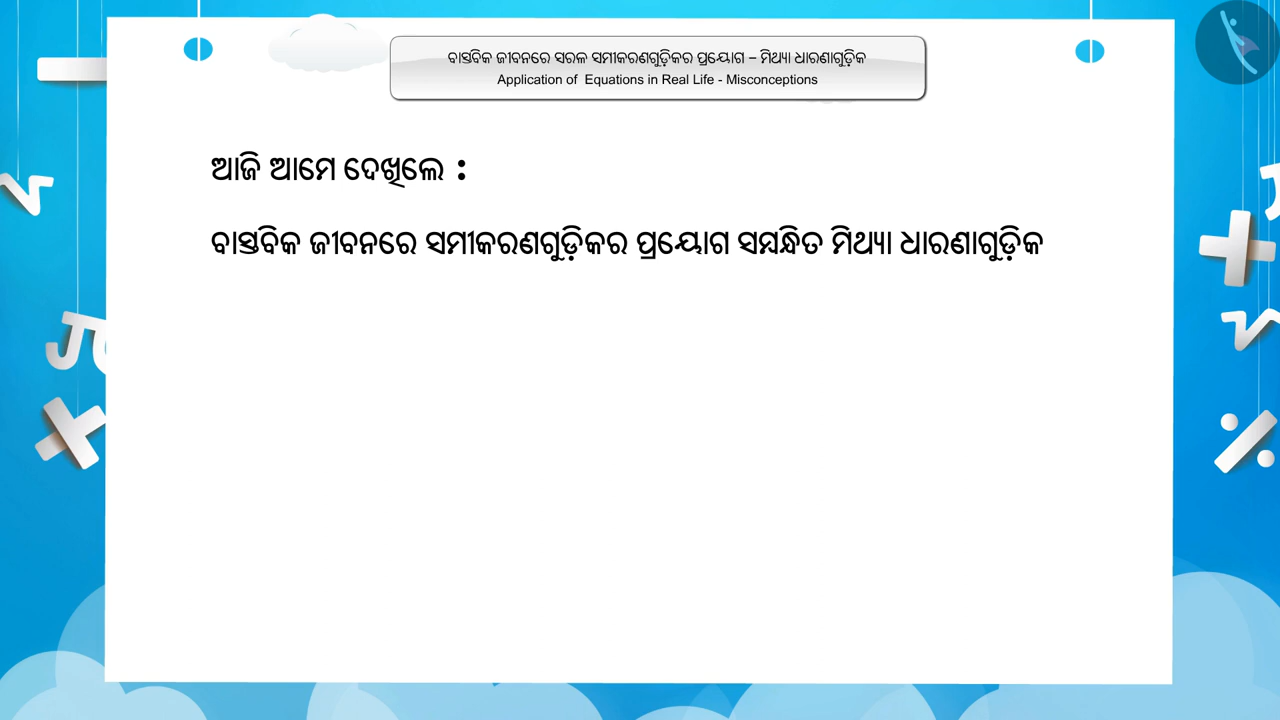 ବାସ୍ତବିକ ଜୀବନରେ ସରଳ ସମୀକରଣଗୁଡ଼ିକର ପ୍ରୟୋଗ – ମିଥ୍ୟା ଧାରଣାଗୁଡ଼ିକ
Application of Equations in Real Life - Misconceptions
ଆଜି ଆମେ ଦେଖିଲେ :
ବାସ୍ତବିକ ଜୀବନରେ ସମୀକରଣଗୁଡ଼ିକର ପ୍ରୟୋଗ ସମ୍ବନ୍ଧିତ ମିଥ୍ୟା ଧାରଣାଗୁଡ଼ିକ